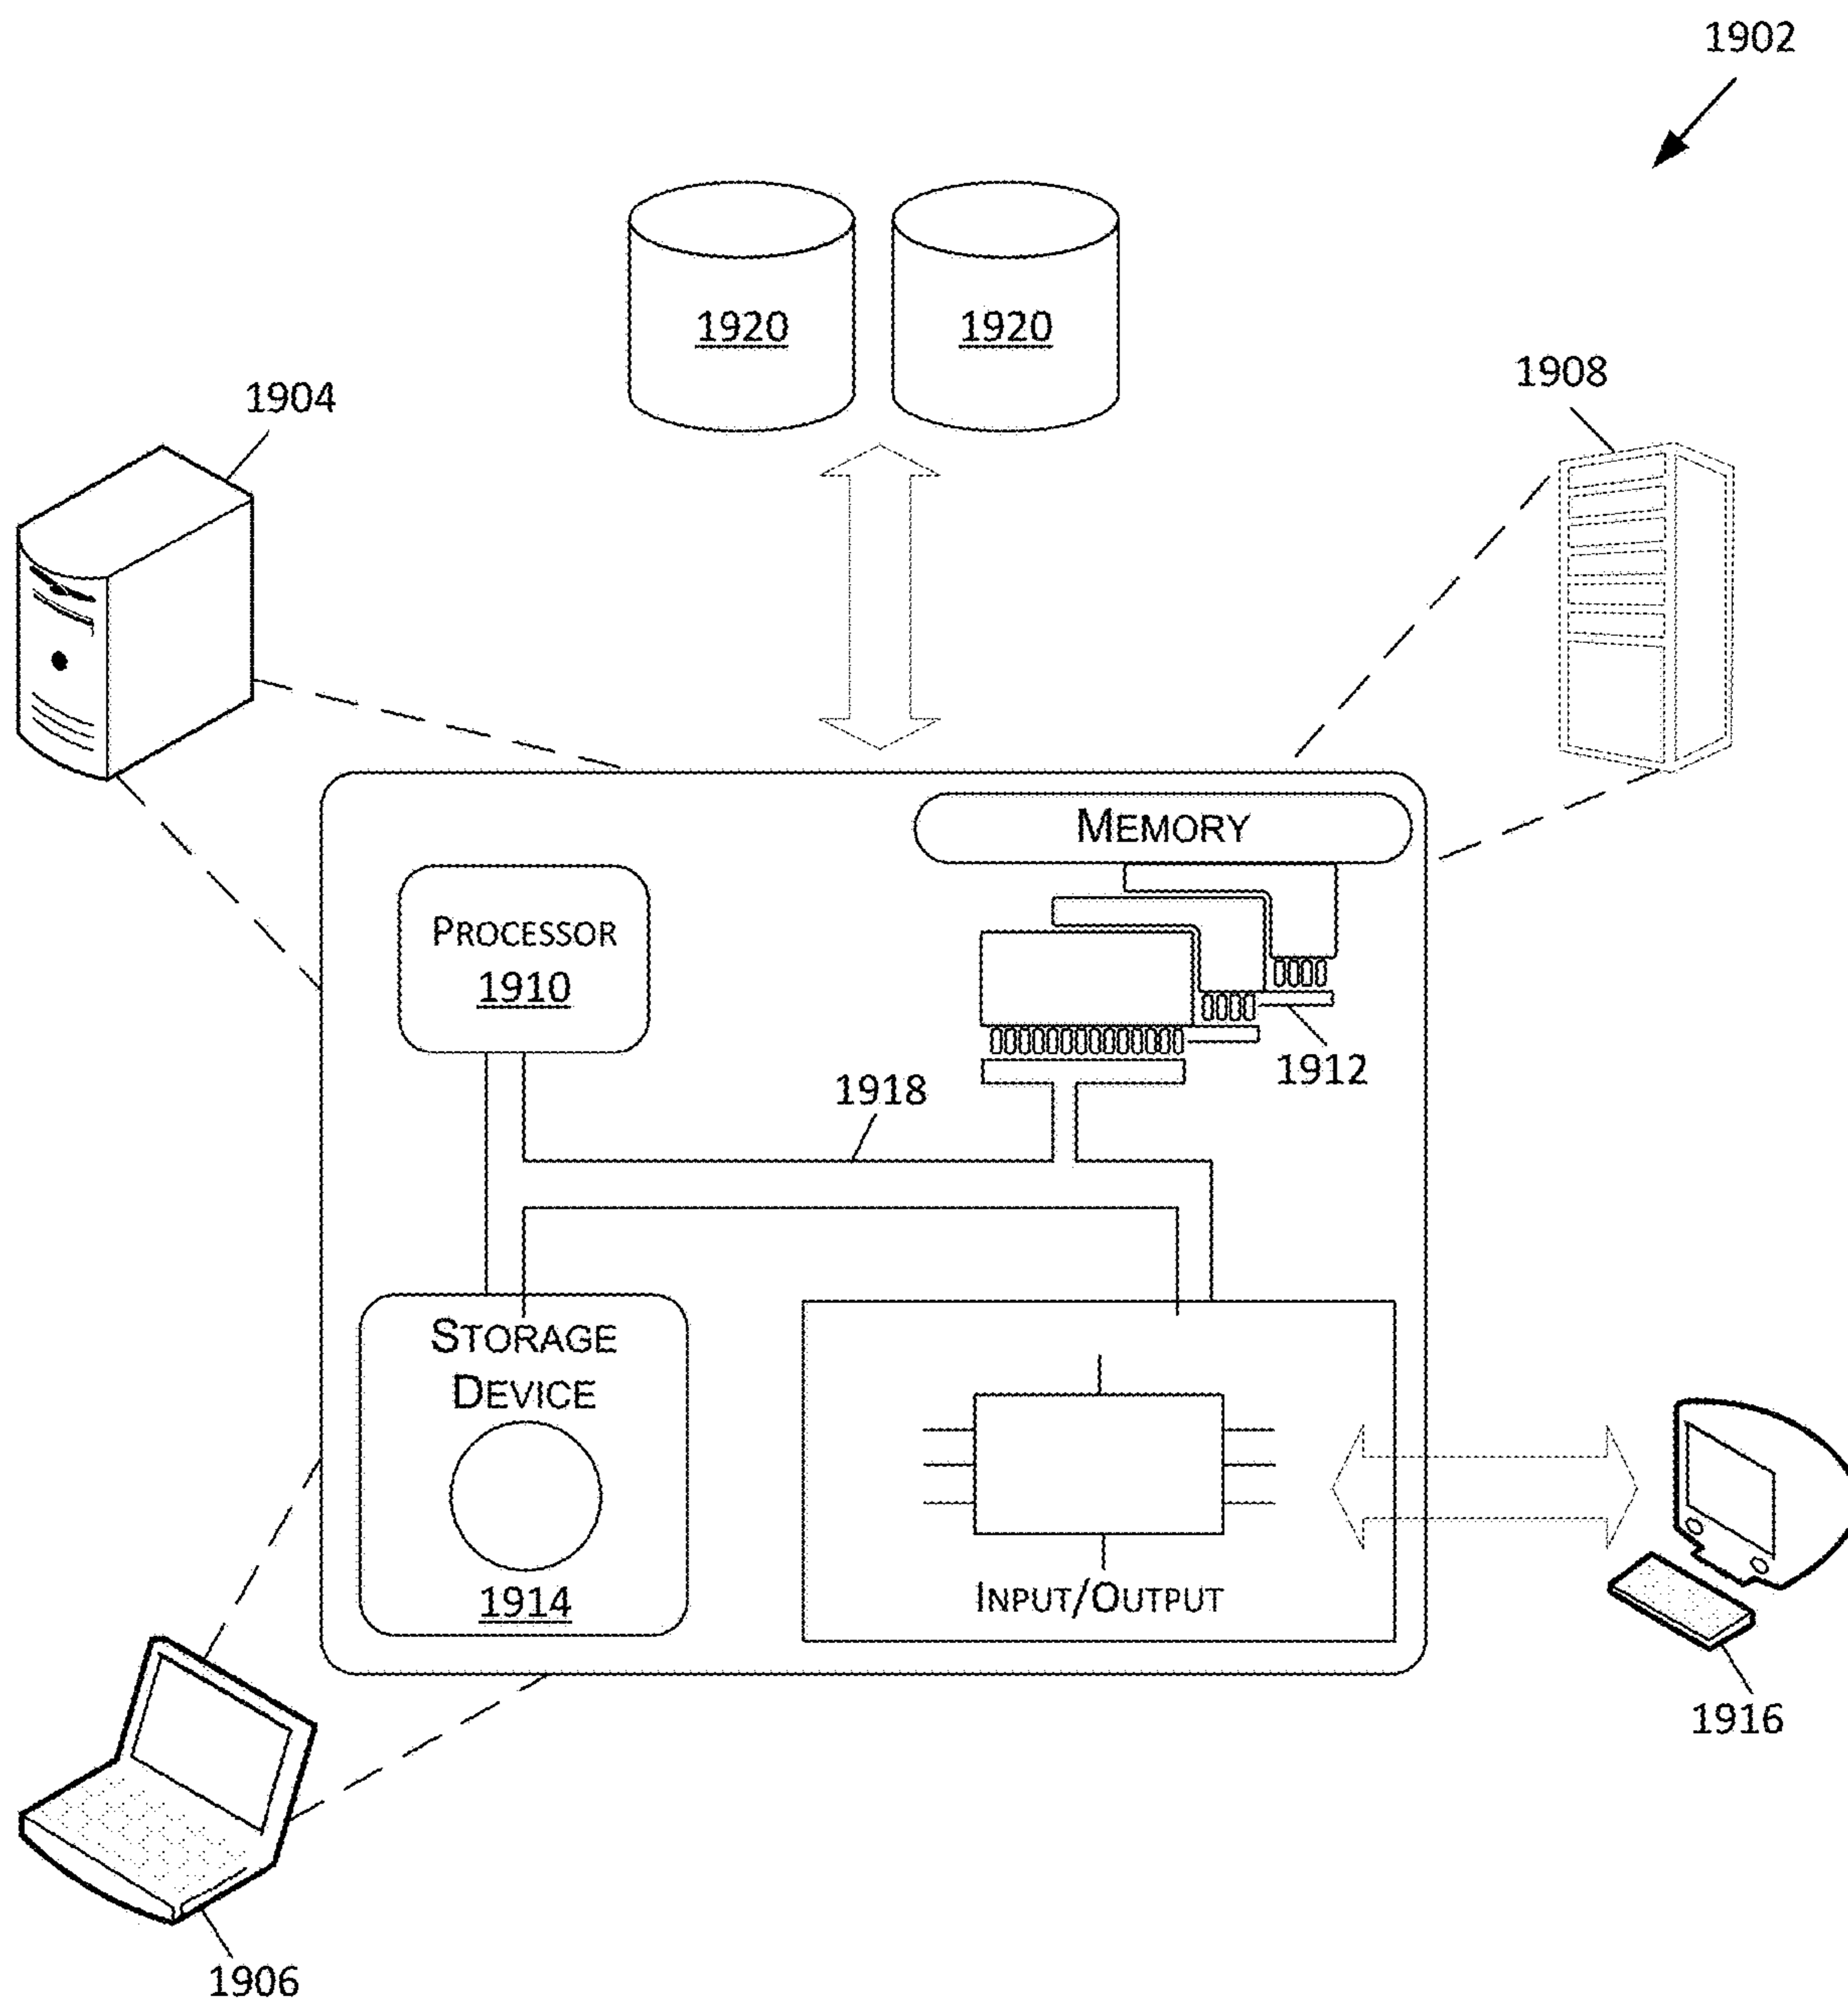 1902
1920
1920
1908
1904
MEMORY
PROCESSOR
1910
1912
1918
STORAGE
DEVICE
1914
INPUT/OUTPUT
1916
1906